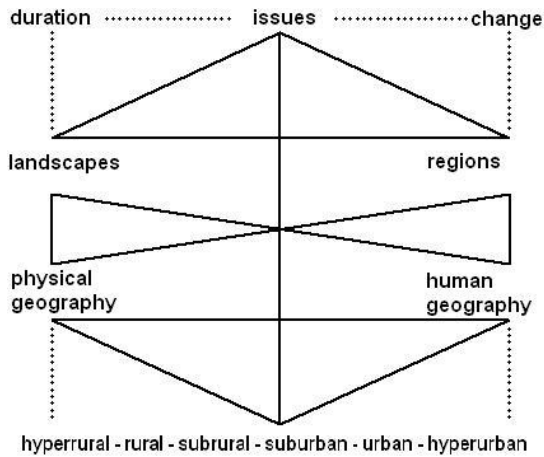 duration issues change
landscapes regions
physical human
geography geography
hyperrural - rural - subrural - suburban - urban - hyperurban